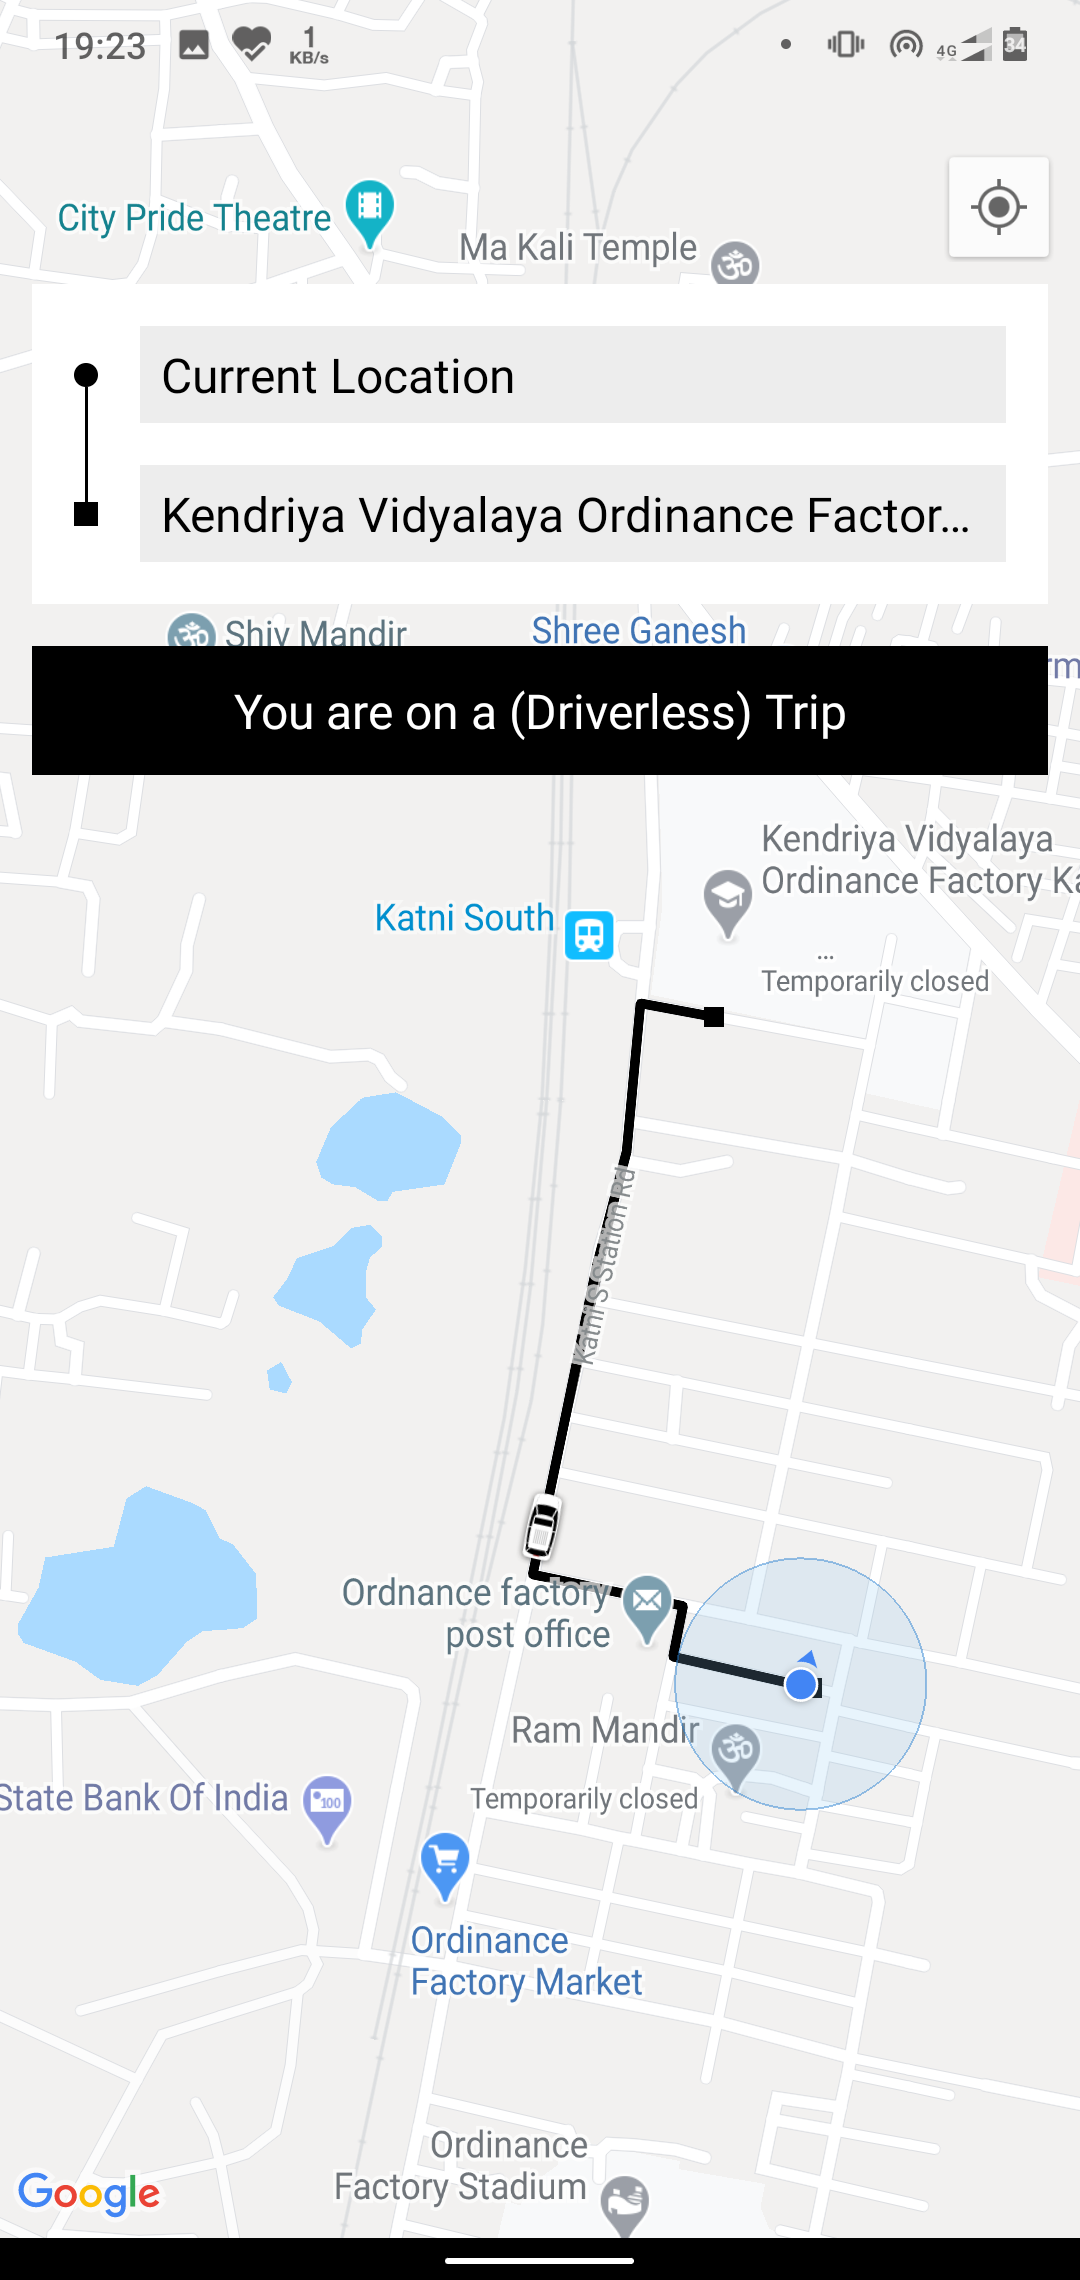 19:23
1
KB/s
4G
34
City Pride Theatre
Ma Kali Temple
Current Location
Kendriya Vidyalaya Ordinance Factor...
Shiv Mandir
Shree Ganesh
You are on a (Driverless) Trip
Kendriya Vidyalaya
Ordinance Factory Ka
...
Temporarily closed
Katni South
Katni S Station Rd
Ordnance factory
post office
Ram Mandir
Temporarily closed
State Bank Of India
100
Ordinance
Factory Market
Ordinance
Factory Stadium
Google